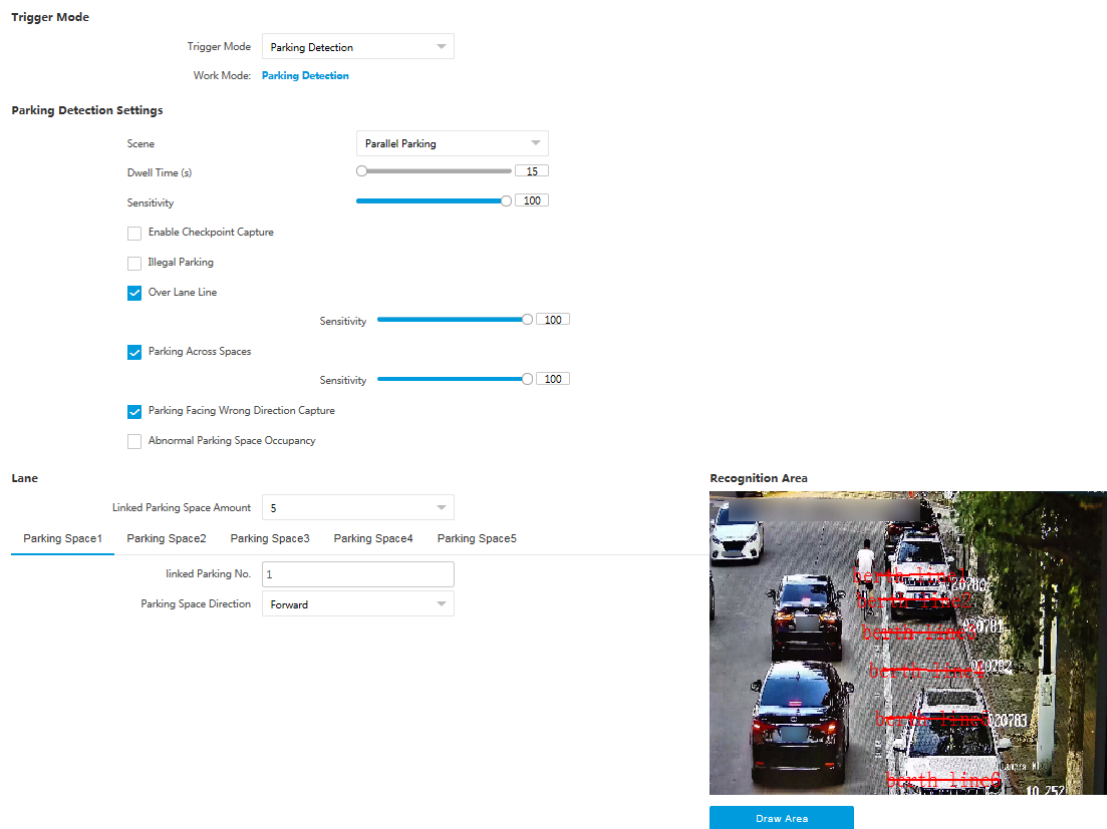 Trigger Mode
Trigger Mode Parking Detection
Work Mode: Parking Detection
Parking Detection Settings
Scene Parallel Parking
Dwell Time (s) 15
Sensitivity 100
Enable Checkpoint Capture
Illegal Parking
Over Lane Line
Sensitivity 100
Parking Across Spaces
Sensitivity 100
Parking Facing Wrong Direction Capture
Abnormal Parking Space Occupancy
Lane
Linked Parking Space Amount 5
Parking Space1 Parking Space2 Parking Space3 Parking Space4 Parking Space5
linked Parking No. 1
Parking Space Direction Forward
Recognition Area
berth line1
berth line2
berth line3
berth line4
20783
berth line6
Draw Area